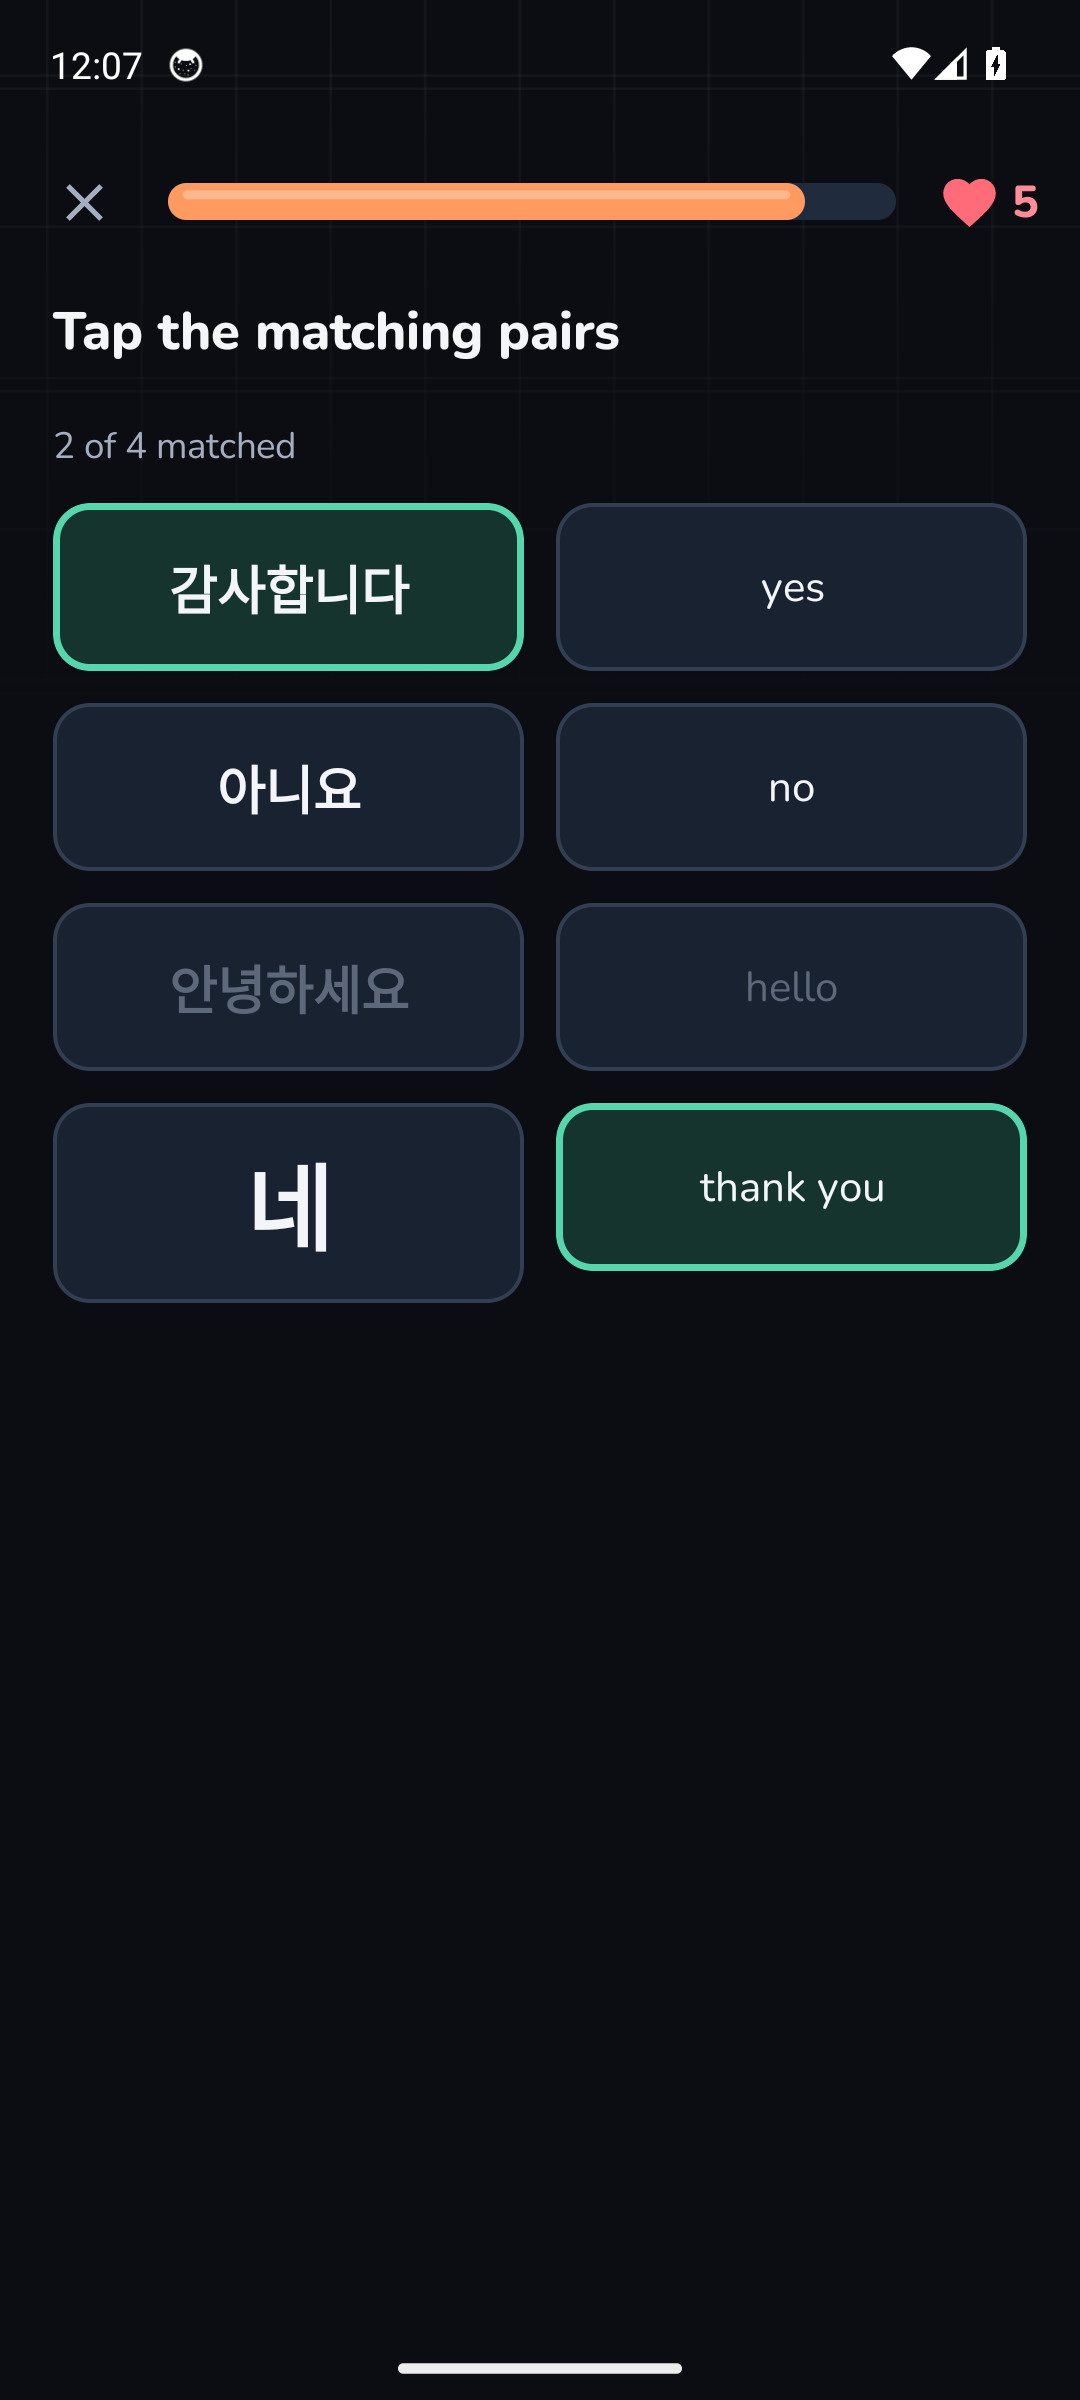 12:07
5
Tap the matching pairs
2 of 4 matched
감사합니다
yes
아니요
no
안녕하세요
hello
네
thank you